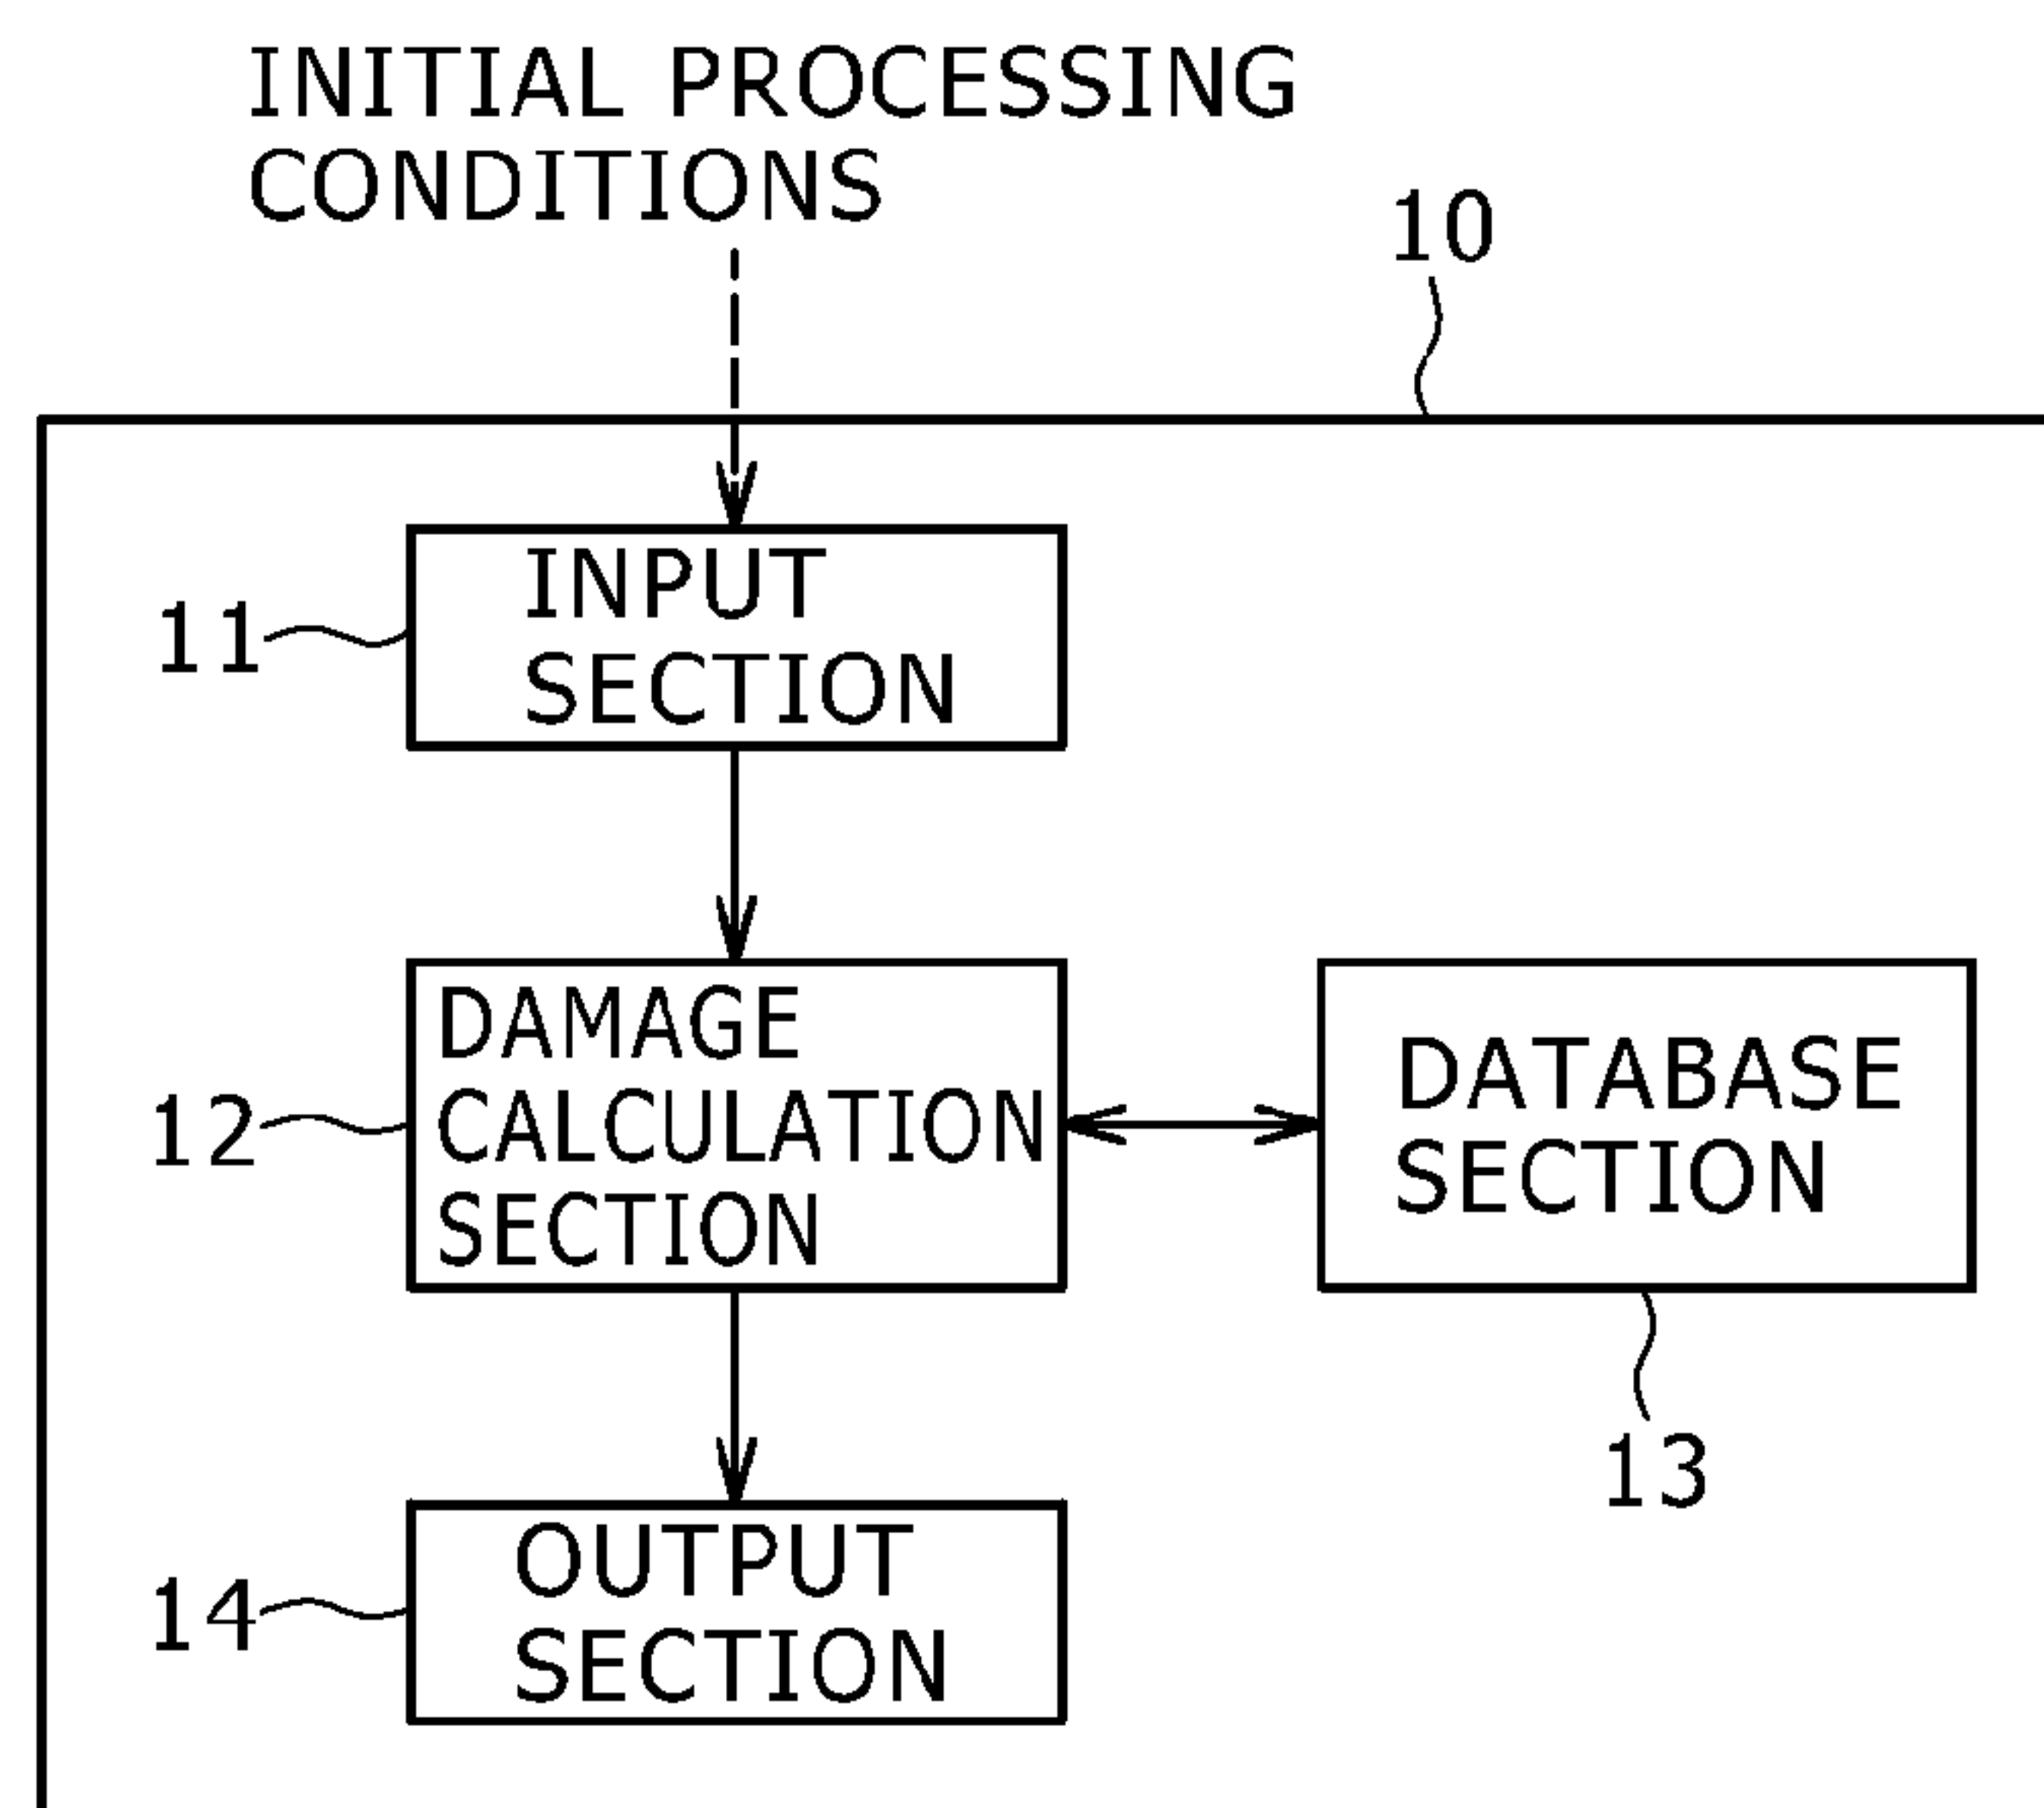 INITIAL PROCESSING
CONDITIONS
10
INPUT
SECTION
11
DAMAGE
CALCULATION
SECTION
12
DATABASE
SECTION
13
OUTPUT
SECTION
14